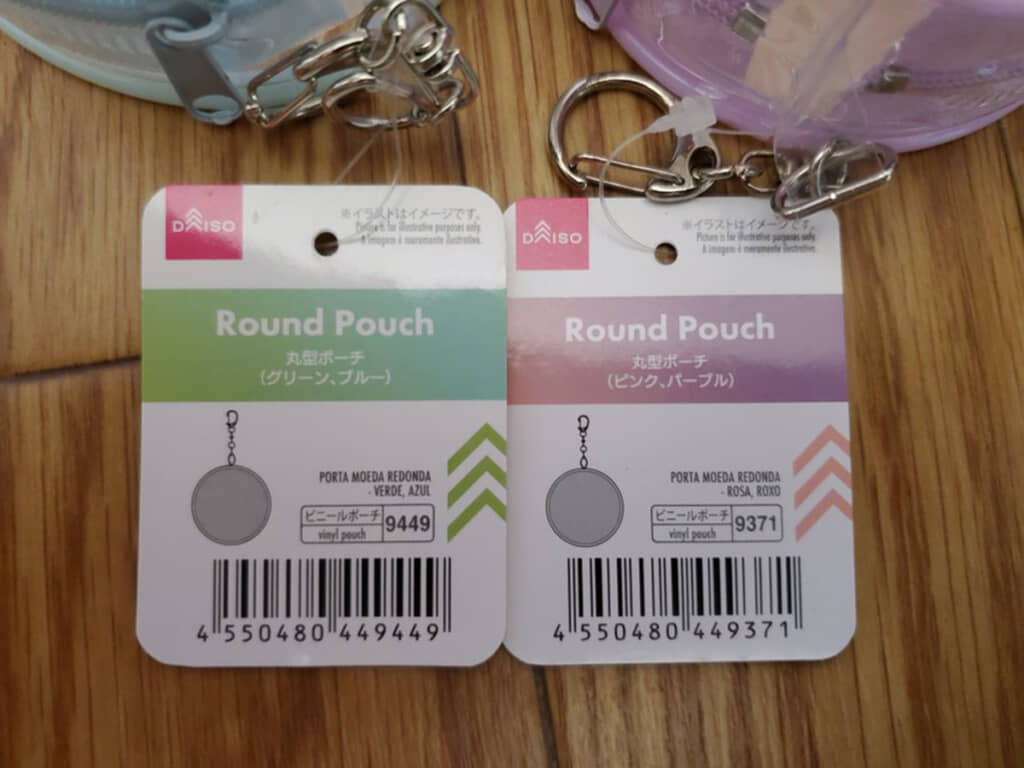 DAISO
※イラストはイメージです。
Picture is for illustrative purposes only.
A imagem é meramente ilustrativa.
Round Pouch
丸型ポーチ
(グリーン、ブルー)
PORTA MOEDA REDONDA
- VERDE, AZUL
ビニールポーチ
vinyl pouch
9449
4 550480 449449
DAISO
※イラストはイメージです。
Picture is for illustrative purposes only.
A imagem é meramente ilustrativa.
Round Pouch
丸型ポーチ
(ピンク、パープル)
PORTA MOEDA REDONDA
- ROSA, ROXO
ビニールポーチ
vinyl pouch
9371
4 550480 449371